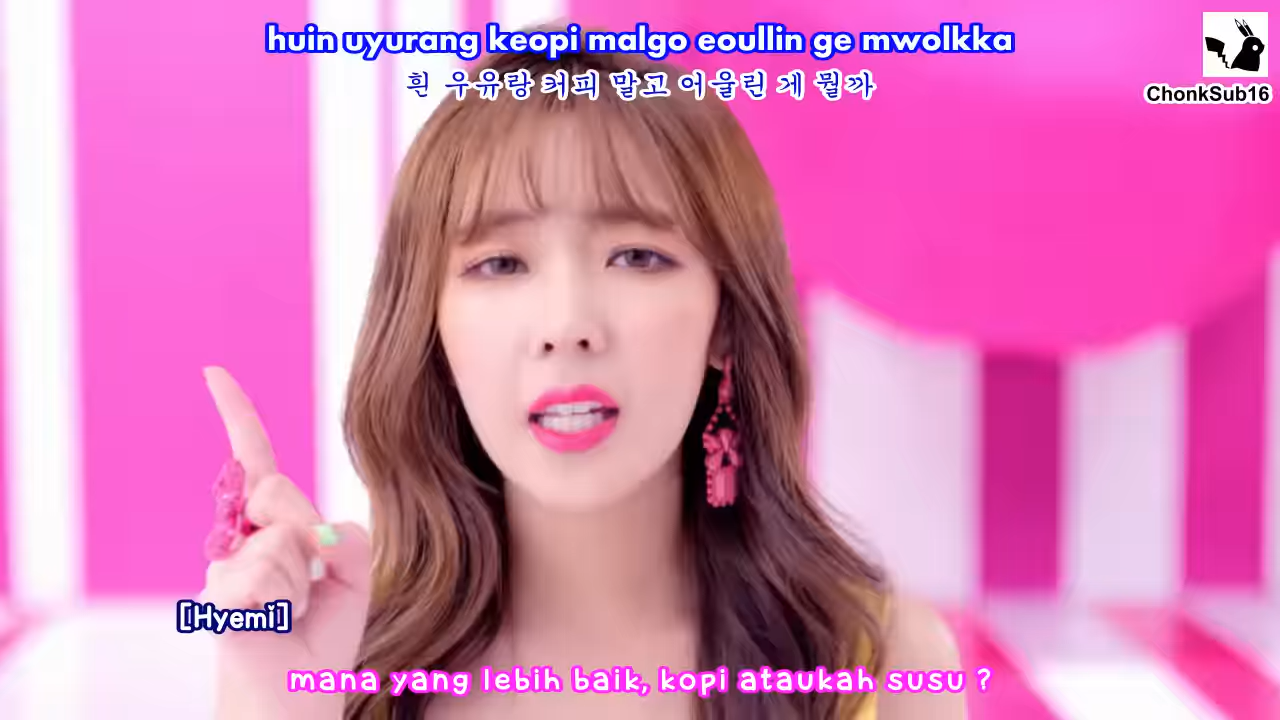 huin uyurang keopi malgo eoullin ge mwolkka
흰 우유랑 커피 말고 어울린 게 뭘까
ChonkSub16
[Hyemi]
mana yang lebih baik, kopi ataukah susu ?